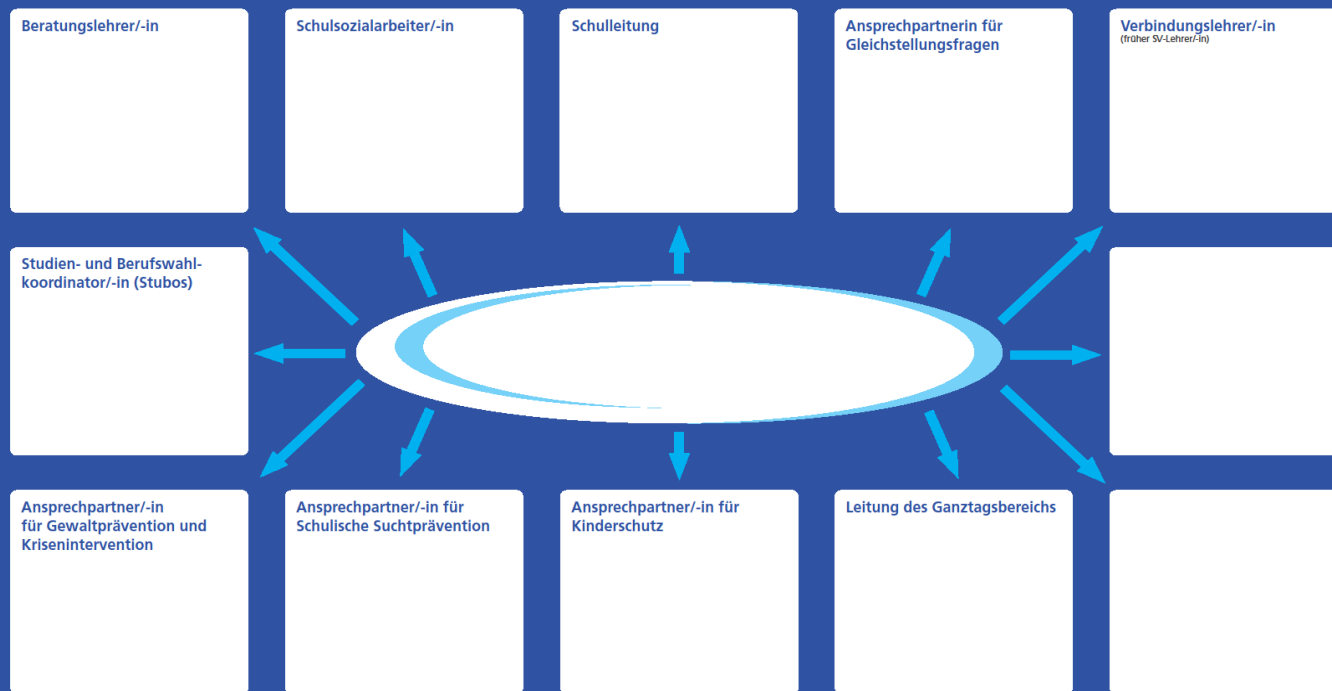 Beratungslehrer/-in
Schulsozialarbeiter/-in
Schulleitung
Ansprechpartnerin für
Gleichstellungsfragen
Verbindungslehrer/-in
(früher SV-Lehrer/-in)
Studien- und Berufswahl-
koordinator/-in (Stubos)
Ansprechpartner/-in
für Gewaltprävention und
Krisenintervention
Ansprechpartner/-in für
Schulische Suchtprävention
Ansprechpartner/-in für
Kinderschutz
Leitung des Ganztagsbereichs